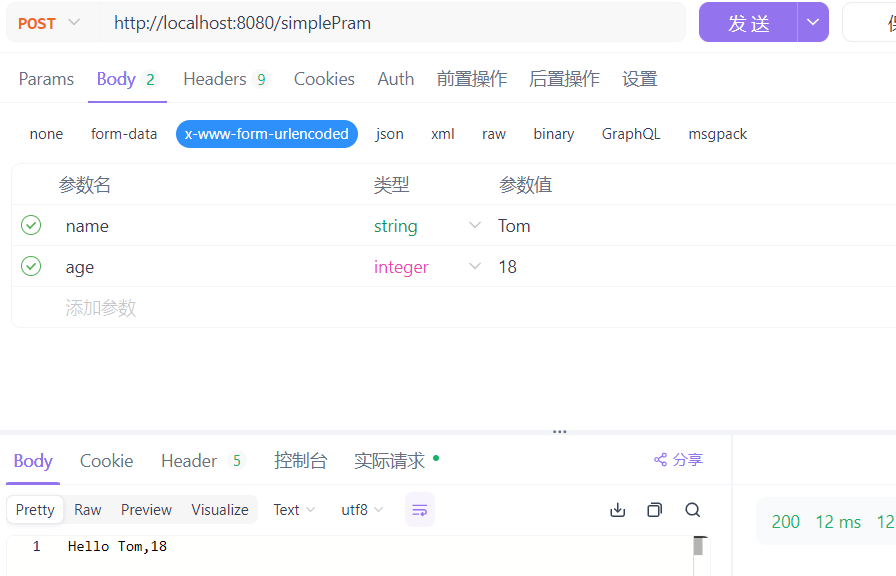 POST http://localhost:8080/simplePram 发 送
Params Body 2 Headers 9 Cookies Auth 前置操作 后置操作 设置
none form-data x-www-form-urlencoded json xml raw binary GraphQL msgpack
参数名 类型 参数值
name string Tom
age integer 18
添加参数
Body Cookie Header 5 控制台 实际请求 分享
Pretty Raw Preview Visualize Text utf8
200 12 ms 12
1 Hello Tom,18